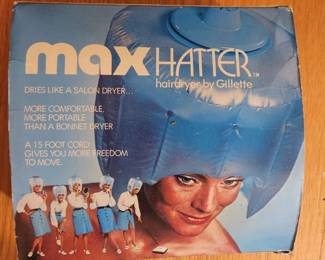 max HATTER™
hairdryer by Gillette
DRIES LIKE A SALON DRYER...
MORE COMFORTABLE,
MORE PORTABLE
THAN A BONNET DRYER
A 15 FOOT CORD
GIVES YOU MORE FREEDOM
TO MOVE.